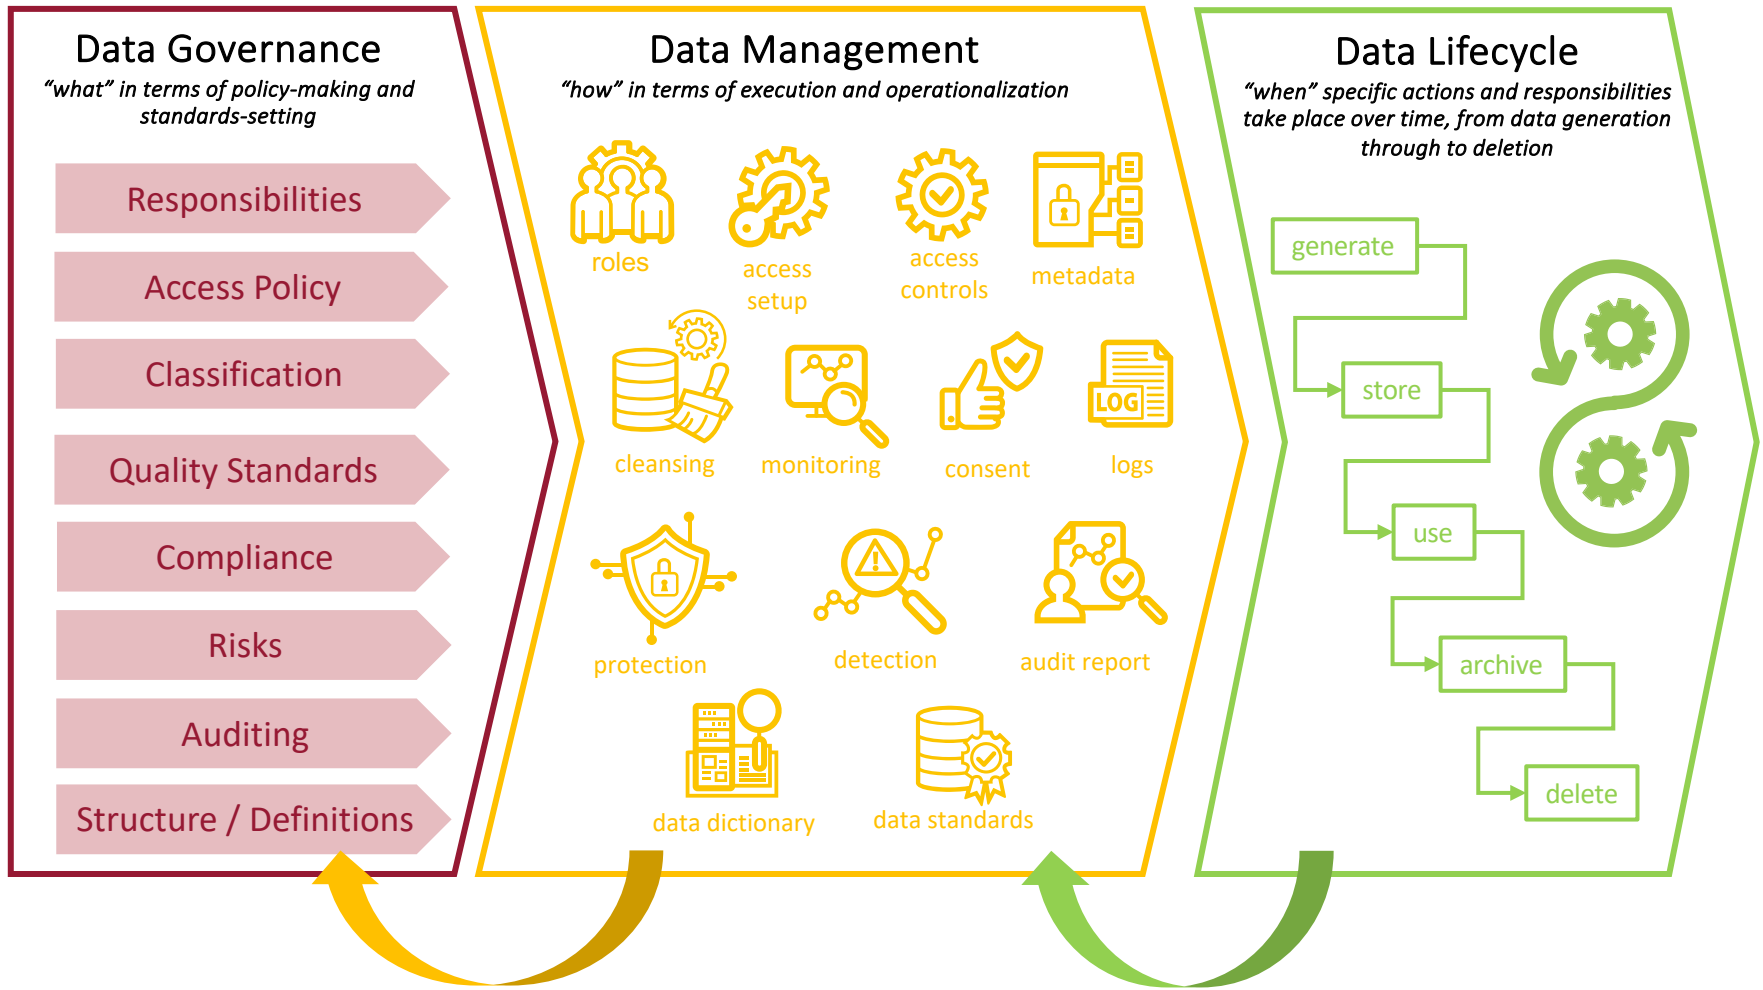 Data Governance
“what” in terms of policy-making and
standards-setting
Responsibilities
Access Policy
Classification
Quality Standards
Compliance
Risks
Auditing
Structure / Definitions
Data Management
“how” in terms of execution and operationalization
roles
access
setup
access
controls
metadata
cleansing
monitoring
consent
LOG
logs
protection
detection
audit report
data dictionary
data standards
Data Lifecycle
“when” specific actions and responsibilities
take place over time, from data generation
through to deletion
generate
store
use
archive
delete